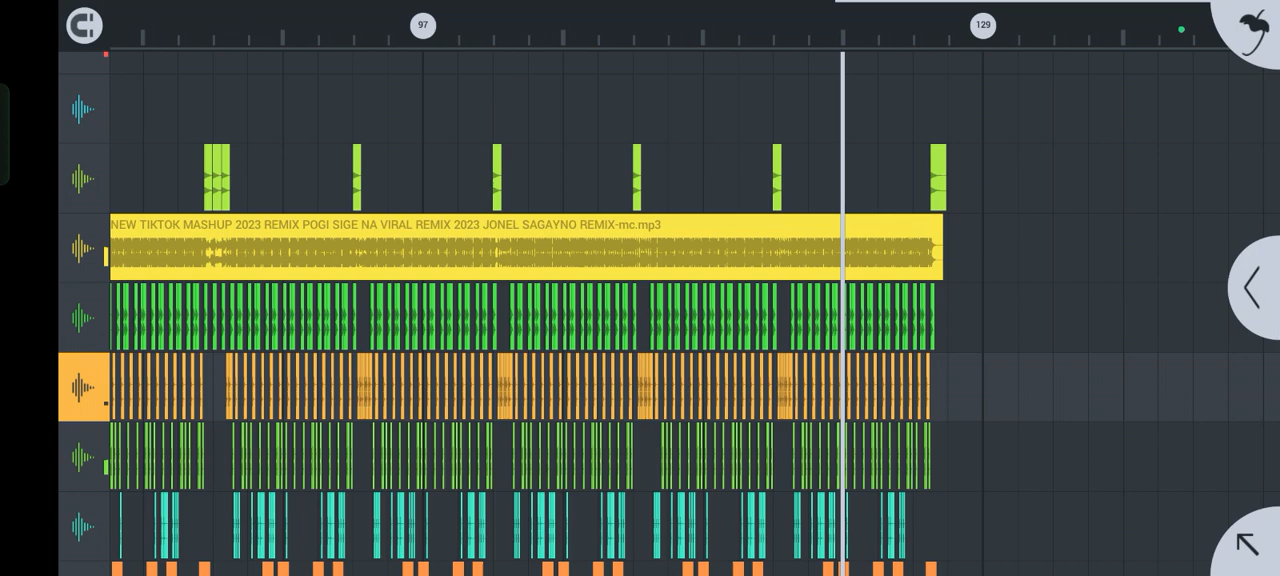 97
129
NEW TIKTOK MASHUP 2023 REMIX POGI SIGE NA VIRAL REMIX 2023 JONEL SAGAYNO REMIX-mc.mp3